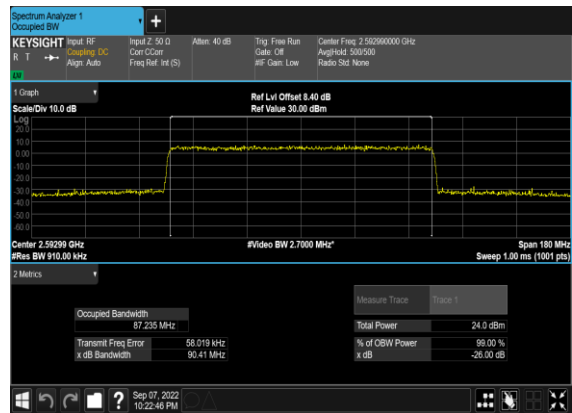 Spectrum Analyzer 1
Occupied BW
KEYSIGHT Input: RF Input Z: 50 Ω Atten: 40 dB Trig: Free Run Center Freq: 2.592990000 GHz
R T Coupling: DC Corr CCorr Gate: Off Avg|Hold: 500/500
Align: Auto Freq Ref: Int (S) #IF Gain: Low Radio Std: None
1 Graph
Ref Lvl Offset 8.40 dB
Scale/Div 10.0 dB Ref Value 30.00 dBm
Log
20.0
10.0
0.00
-10.0
-20.0
-30.0
-40.0
-50.0
-60.0
Center 2.59299 GHz #Video BW 2.7000 MHz* Span 180 MHz
#Res BW 910.00 kHz Sweep 1.00 ms (1001 pts)
2 Metrics
Measure Trace Trace 1
Occupied Bandwidth
87.235 MHz Total Power 24.0 dBm
Transmit Freq Error 58.019 kHz % of OBW Power 99.00 %
x dB Bandwidth 90.41 MHz x dB -26.00 dB
Sep 07, 2022
10:22:46 PM